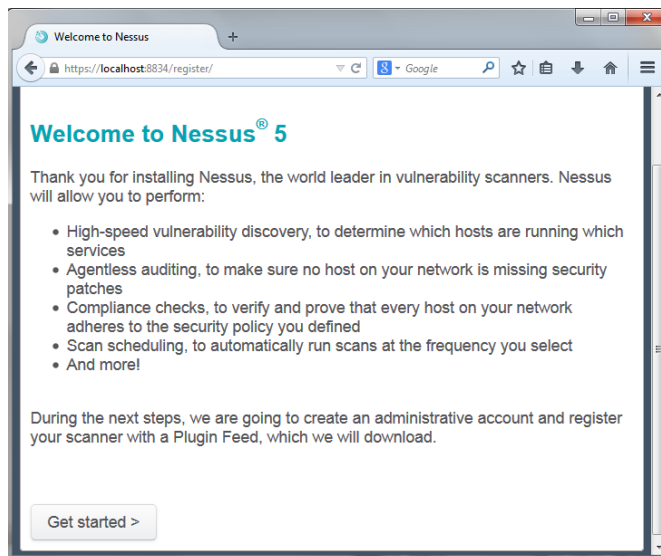 Welcome to Nessus
https://localhost:8834/register/
Google
Welcome to Nessus® 5
Thank you for installing Nessus, the world leader in vulnerability scanners. Nessus
will allow you to perform:
• High-speed vulnerability discovery, to determine which hosts are running which
services
• Agentless auditing, to make sure no host on your network is missing security
patches
• Compliance checks, to verify and prove that every host on your network
adheres to the security policy you defined
• Scan scheduling, to automatically run scans at the frequency you select
• And more!
During the next steps, we are going to create an administrative account and register
your scanner with a Plugin Feed, which we will download.
Get started >